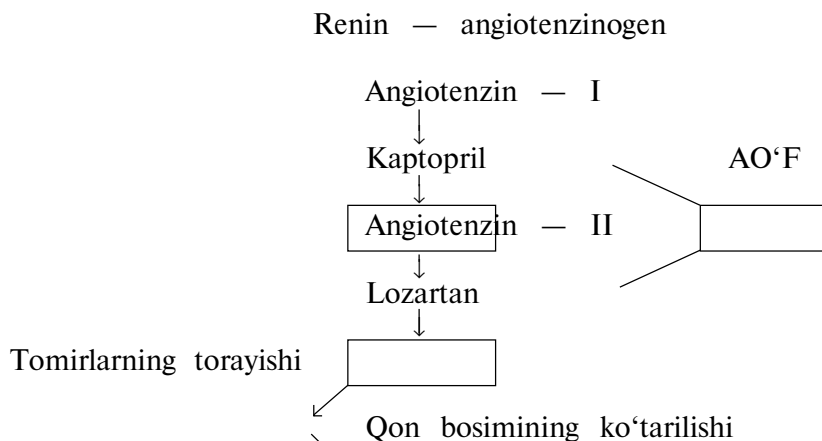 Renin — angiotenzinogen
Angiotenzin — I
Kaptopril
AO‘F
Angiotenzin — II
Lozartan
Tomirlarning torayishi
Qon bosimining ko‘tarilishi